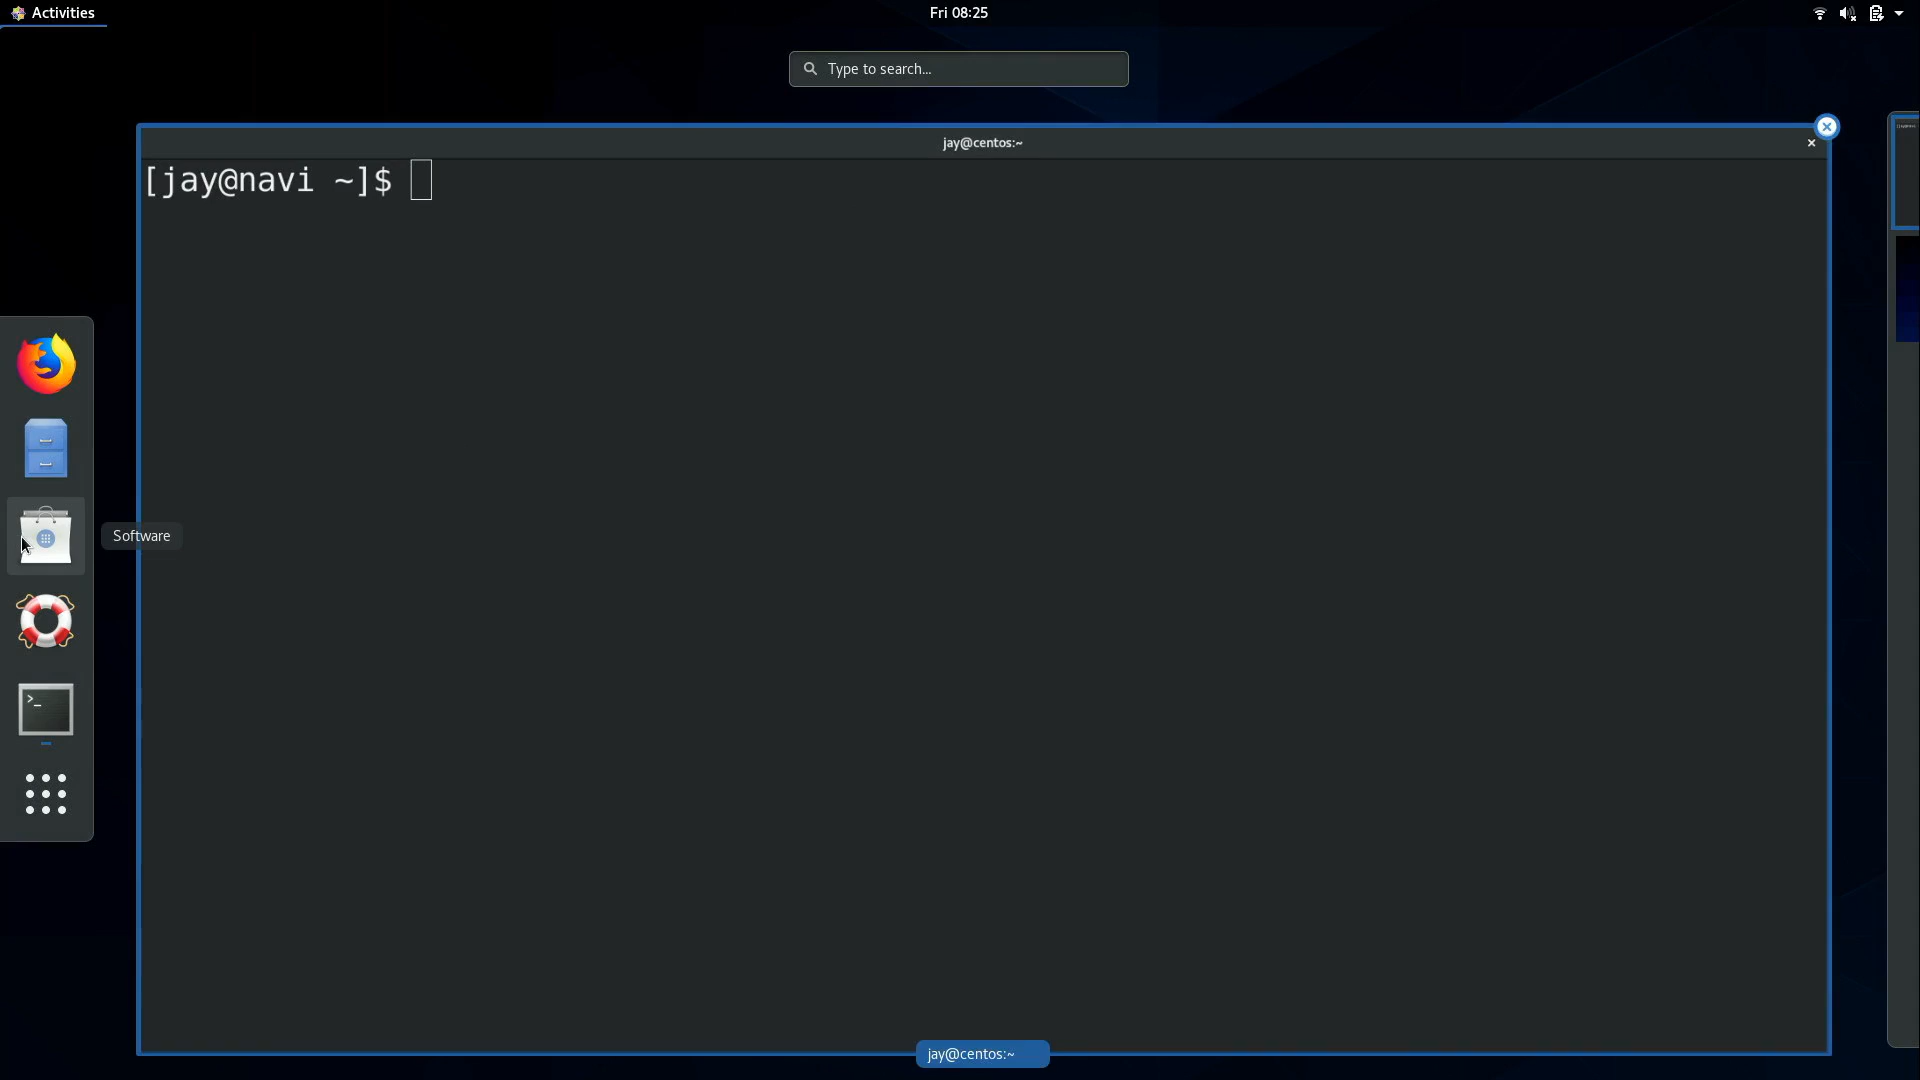 Activities
Fri 08:25
Type to search...
jay@centos:~
[jay@navi ~]$
Software
>_
jay@centos:~